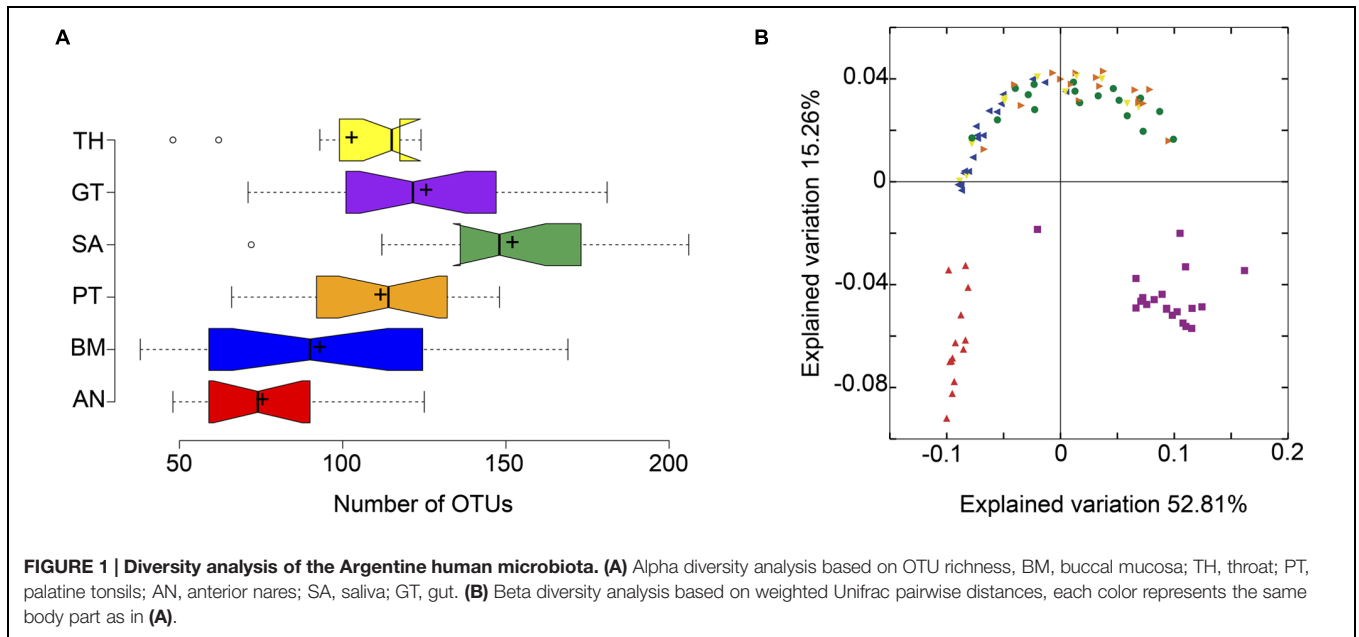 A
TH
GT
SA
PT
BM
AN
50 100 150 200
Number of OTUs
B
Explained variation 15.26%
0.04
0
-0.04
-0.08
-0.1 0 0.1 0.2
Explained variation 52.81%
FIGURE 1 | Diversity analysis of the Argentine human microbiota. (A) Alpha diversity analysis based on OTU richness, BM, buccal mucosa; TH, throat; PT,
palatine tonsils; AN, anterior nares; SA, saliva; GT, gut. (B) Beta diversity analysis based on weighted Unifrac pairwise distances, each color represents the same
body part as in (A).